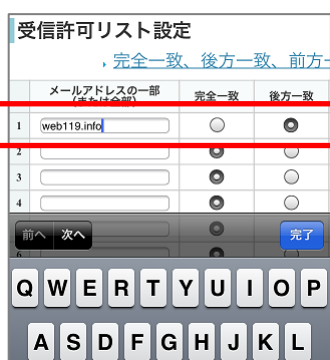 受信許可リスト設定
、完全一致、後方一致、前方一
メールアドレスの一部 完全一致 後方一致
(または全部)
1 web119.info
2
3
4
前へ 次へ 完了
6
Q W E R T Y U I O P
A S D F G H J K L